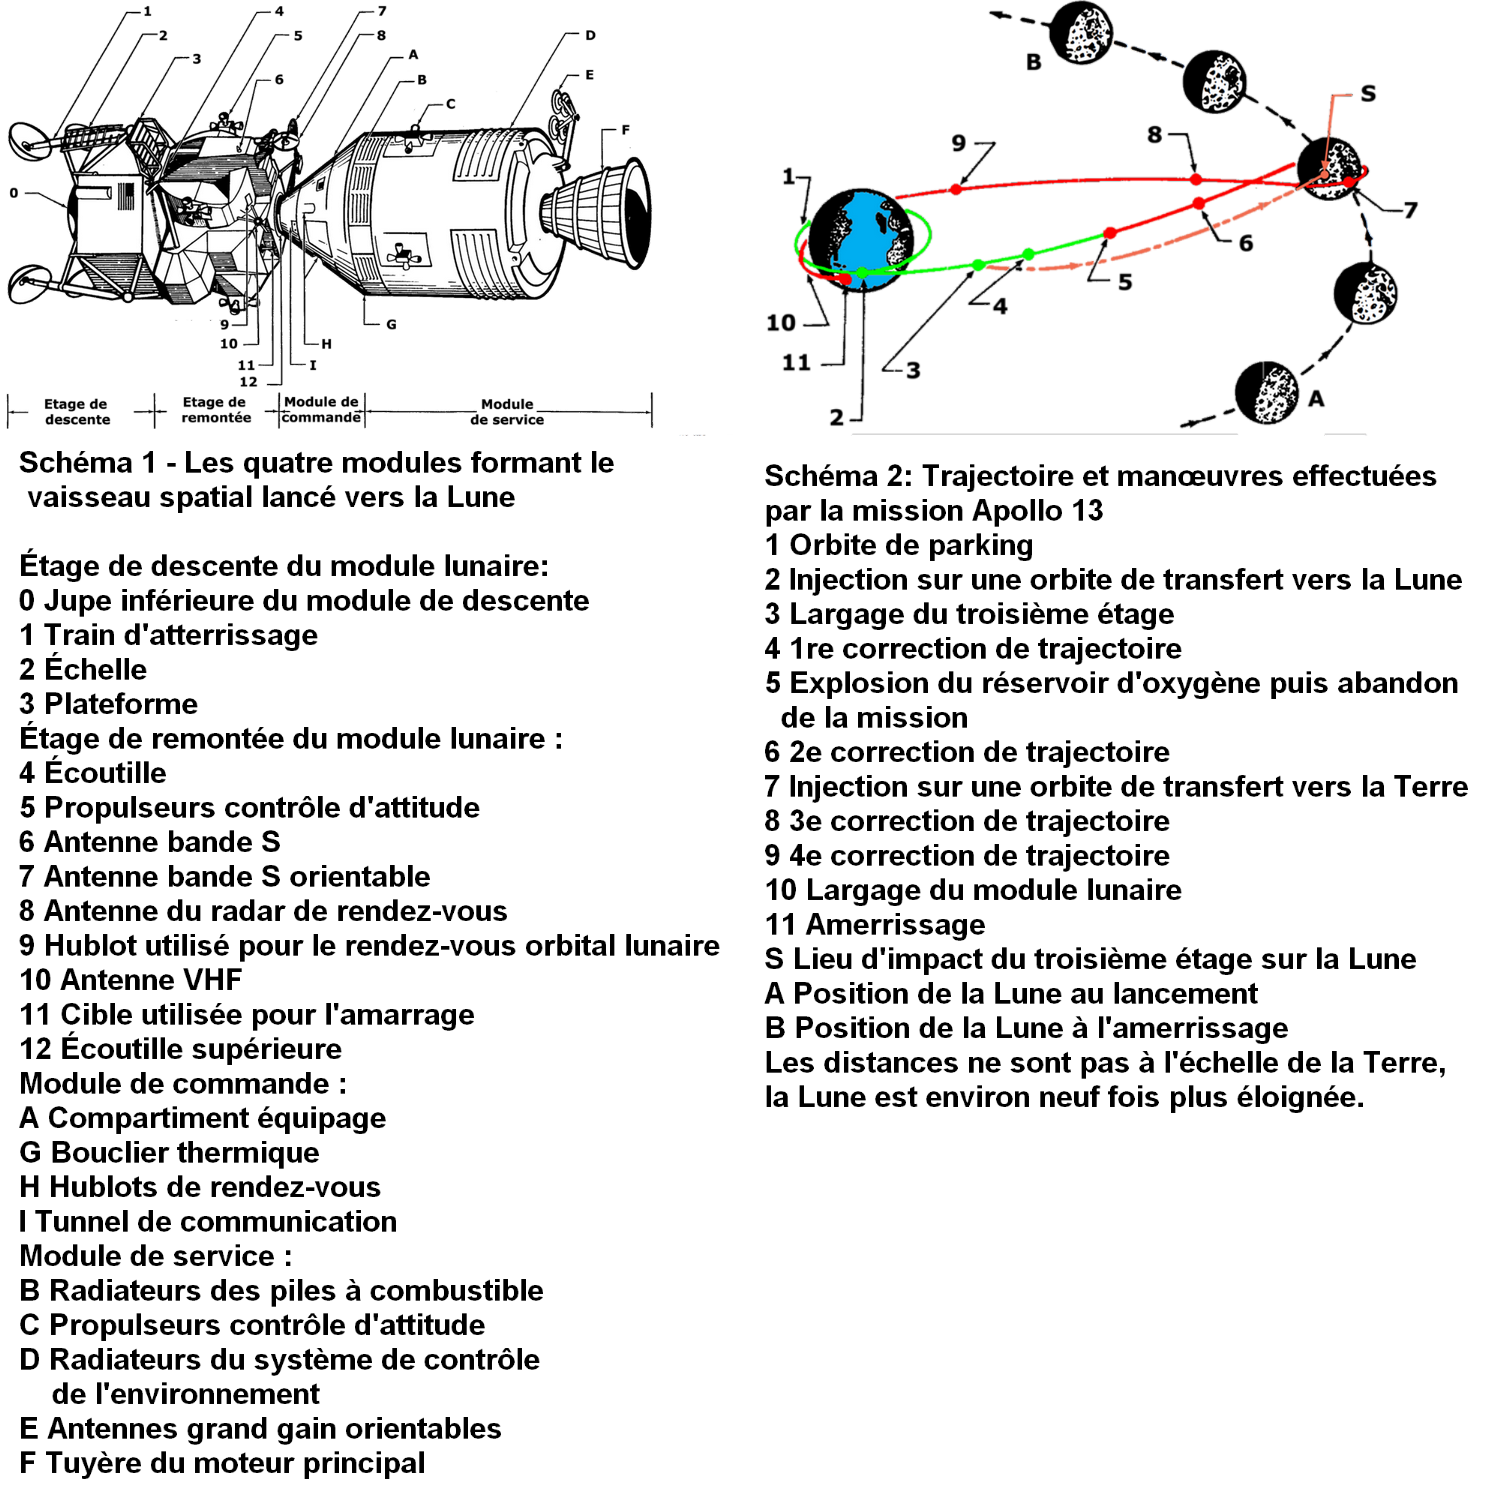 1
2
3
4
5
6
7
8
A
B
C
D
E
F
0
9
10
11
12
H
I
G
Etage de
descente
Etage de
remontée
Module de
commande
Module
de service
Schéma 1 - Les quatre modules formant le
vaisseau spatial lancé vers la Lune
Étage de descente du module lunaire:
0 Jupe inférieure du module de descente
1 Train d'atterrissage
2 Échelle
3 Plateforme
Étage de remontée du module lunaire :
4 Écoutille
5 Propulseurs contrôle d'attitude
6 Antenne bande S
7 Antenne bande S orientable
8 Antenne du radar de rendez-vous
9 Hublot utilisé pour le rendez-vous orbital lunaire
10 Antenne VHF
11 Cible utilisée pour l'amarrage
12 Écoutille supérieure
Module de commande :
A Compartiment équipage
G Bouclier thermique
H Hublots de rendez-vous
I Tunnel de communication
Module de service :
B Radiateurs des piles à combustible
C Propulseurs contrôle d'attitude
D Radiateurs du système de contrôle
de l'environnement
E Antennes grand gain orientables
F Tuyère du moteur principal
B
S
8
9
1
7
6
5
4
10
11
3
2
A
Schéma 2: Trajectoire et manœuvres effectuées
par la mission Apollo 13
1 Orbite de parking
2 Injection sur une orbite de transfert vers la Lune
3 Largage du troisième étage
4 1re correction de trajectoire
5 Explosion du réservoir d'oxygène puis abandon
de la mission
6 2e correction de trajectoire
7 Injection sur une orbite de transfert vers la Terre
8 3e correction de trajectoire
9 4e correction de trajectoire
10 Largage du module lunaire
11 Amerrissage
S Lieu d'impact du troisième étage sur la Lune
A Position de la Lune au lancement
B Position de la Lune à l'amerrissage
Les distances ne sont pas à l'échelle de la Terre,
la Lune est environ neuf fois plus éloignée.